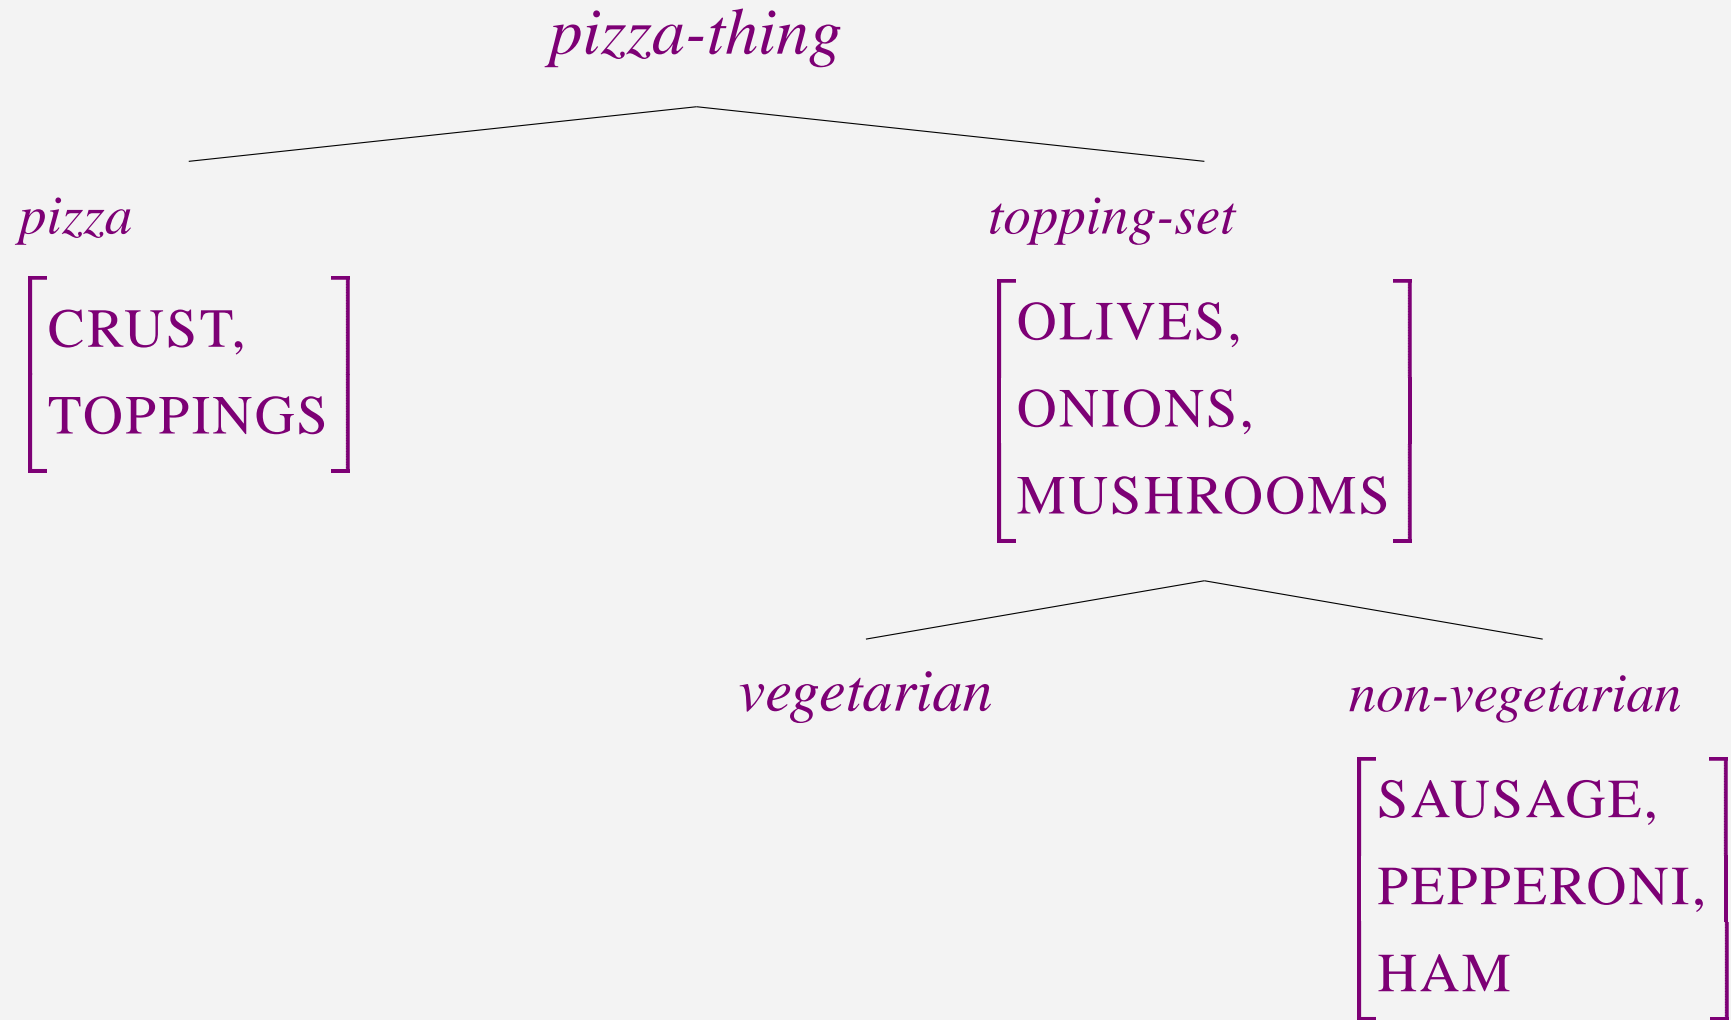 pizza-thing
pizza
topping-set
CRUST,
TOPPINGS
OLIVES,
ONIONS,
MUSHROOMS
vegetarian
non-vegetarian
SAUSAGE,
PEPPERONI,
HAM